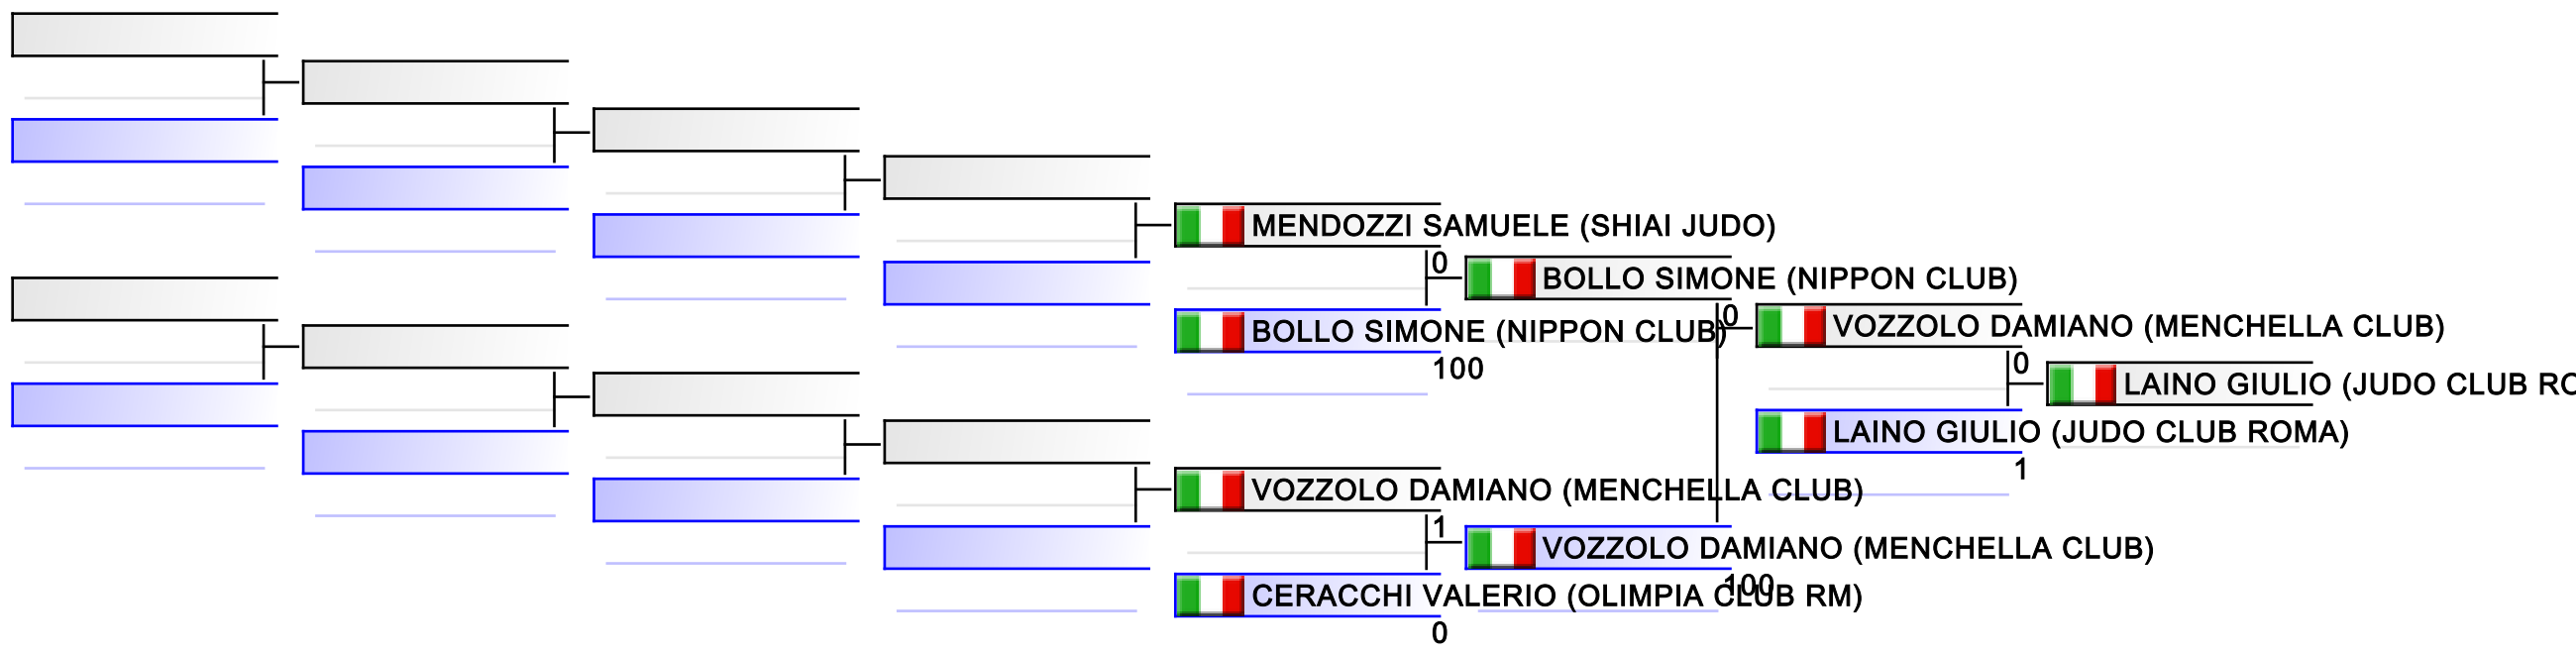 MENDOZZI SAMUELE (SHIAI JUDO)
0
BOLLO SIMONE (NIPPON CLUB)
BOLLO SIMONE (NIPPON CLUB)
100
0
VOZZOLO DAMIANO (MENCHELLA CLUB)
0
LAINO GIULIO (JUDO CLUB RO
LAINO GIULIO (JUDO CLUB ROMA)
1
VOZZOLO DAMIANO (MENCHELLA CLUB)
1
VOZZOLO DAMIANO (MENCHELLA CLUB)
100
CERACCHI VALERIO (OLIMPIA CLUB RM)
0